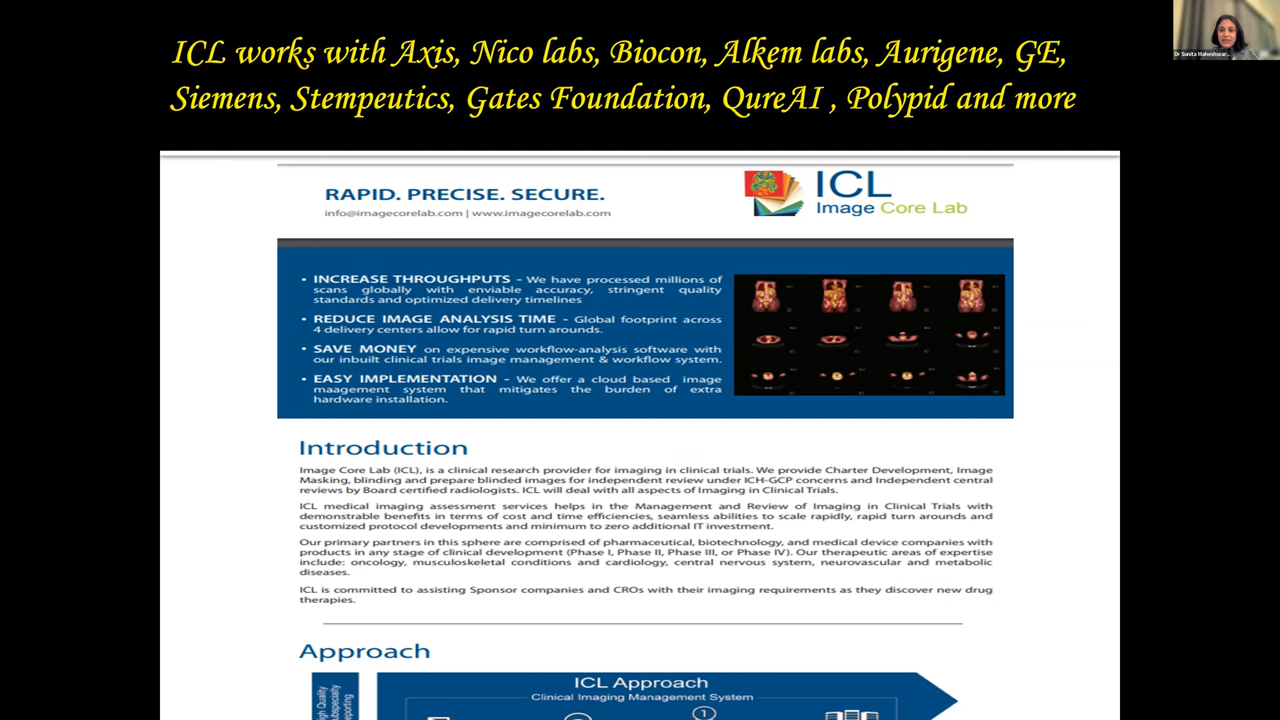 ICL works with Axis, Nico labs, Biocon, Alkem labs, Aurigene, GE,
Siemens, Stempeutics, Gates Foundation, QureAI , Polypid and more
Dr Sunita Maheshwar...
RAPID. PRECISE. SECURE.
info@imagecorelab.com | www.imagecorelab.com
ICL
Image Core Lab
• INCREASE THROUGHPUTS - We have processed millions of
scans globally with enviable accuracy, stringent quality
standards and optimized delivery timelines
• REDUCE IMAGE ANALYSIS TIME - Global footprint across
4 delivery centers allow for rapid turn arounds.
• SAVE MONEY on expensive workflow-analysis software with
our inbuilt clinical trials image management & workflow system.
• EASY IMPLEMENTATION - We offer a cloud based image
maagement system that mitigates the burden of extra
hardware installation.
Introduction
Image Core Lab (ICL), is a clinical research provider for imaging in clinical trials. We provide Charter Development, Image
Masking, blinding and prepare blinded images for independent review under ICH-GCP concerns and Independent central
reviews by Board certified radiologists. ICL will deal with all aspects of Imaging in Clinical Trials.
ICL medical imaging assessment services helps in the Management and Review of Imaging in Clinical Trials with
demonstrable benefits in terms of cost and time efficiencies, seamless abilities to scale rapidly, rapid turn arounds and
customized protocol developments and minimum to zero additional IT investment.
Our primary partners in this sphere are comprised of pharmaceutical, biotechnology, and medical device companies with
products in any stage of clinical development (Phase I, Phase II, Phase III, or Phase IV). Our therapeutic areas of expertise
include: oncology, musculoskeletal conditions and cardiology, central nervous system, neurovascular and metabolic
diseases.
ICL is committed to assisting Sponsor companies and CROs with their imaging requirements as they discover new drug
therapies.
Approach
ICL Approach
Clinical Imaging Management System
1